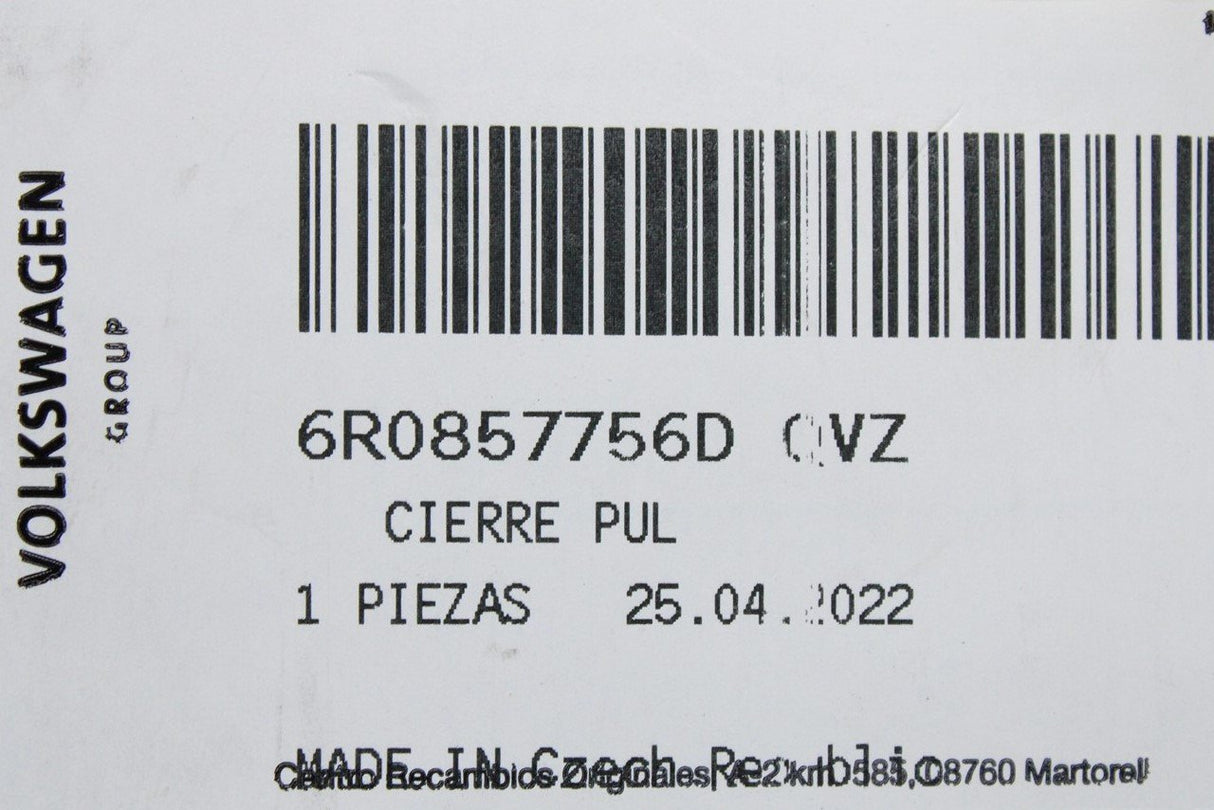 VOLKSWAGEN
GROUP
6R0857756D QVZ
CIERRE PUL
1 PIEZAS 25.04.2022
MADE IN Czech Republic
Centro Recambios Originales, A-2 km 585, 08760 Martorell